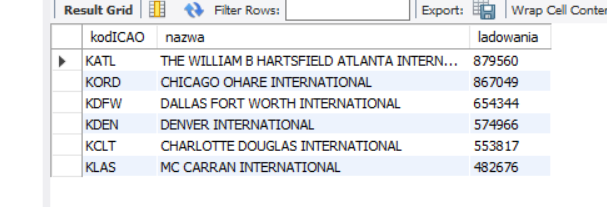 Result Grid Filter Rows: Export: Wrap Cell Conten
kodICAO nazwa ladowania
KATL THE WILLIAM B HARTSFIELD ATLANTA INTERN... 879560
KORD CHICAGO OHARE INTERNATIONAL 867049
KDFW DALLAS FORT WORTH INTERNATIONAL 654344
KDEN DENVER INTERNATIONAL 574966
KCLT CHARLOTTE DOUGLAS INTERNATIONAL 553817
KLAS MC CARRAN INTERNATIONAL 482676